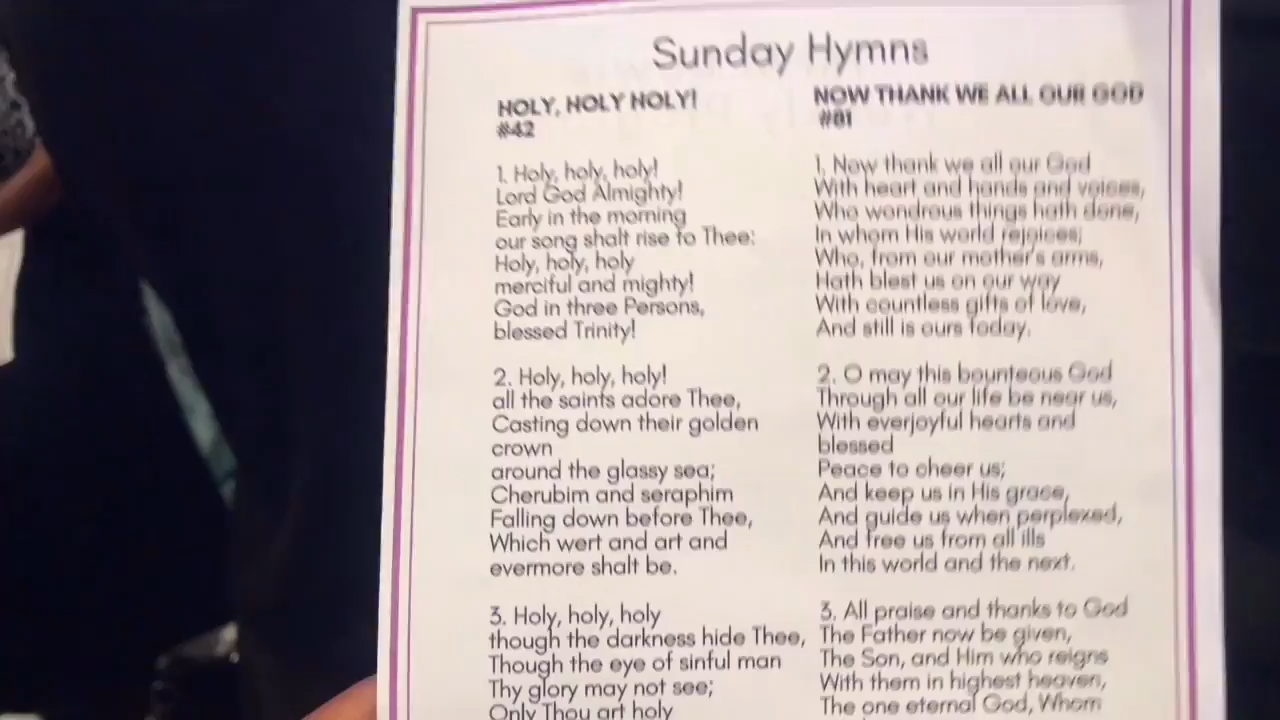 Sunday Hymns
HOLY, HOLY HOLY!
#42
1. Holy, holy, holy!
Lord God Almighty!
Early in the morning
our song shalt rise to Thee:
Holy, holy, holy
merciful and mighty!
God in three Persons,
blessed Trinity!
2. Holy, holy, holy!
all the saints adore Thee,
Casting down their golden
crown
around the glassy sea;
Cherubim and seraphim
Falling down before Thee,
Which wert and art and
evermore shalt be.
3. Holy, holy, holy
though the darkness hide Thee,
Though the eye of sinful man
Thy glory may not see;
Only Thou art holy
NOW THANK WE ALL OUR GOD
#81
1. Now thank we all our God
With heart and hands and voices,
Who wondrous things hath done,
In whom His world rejoices;
Who, from our mother's arms,
Hath blest us on our way
With countless gifts of love,
And still is ours today.
2. O may this bounteous God
Through all our life be near us,
With everjoyful hearts and
blessed
Peace to cheer us;
And keep us in His grace,
And guide us when perplexed,
And free us from all ills
In this world and the next.
3. All praise and thanks to God
The Father now be given,
The Son, and Him who reigns
With them in highest heaven,
The one eternal God, Whom